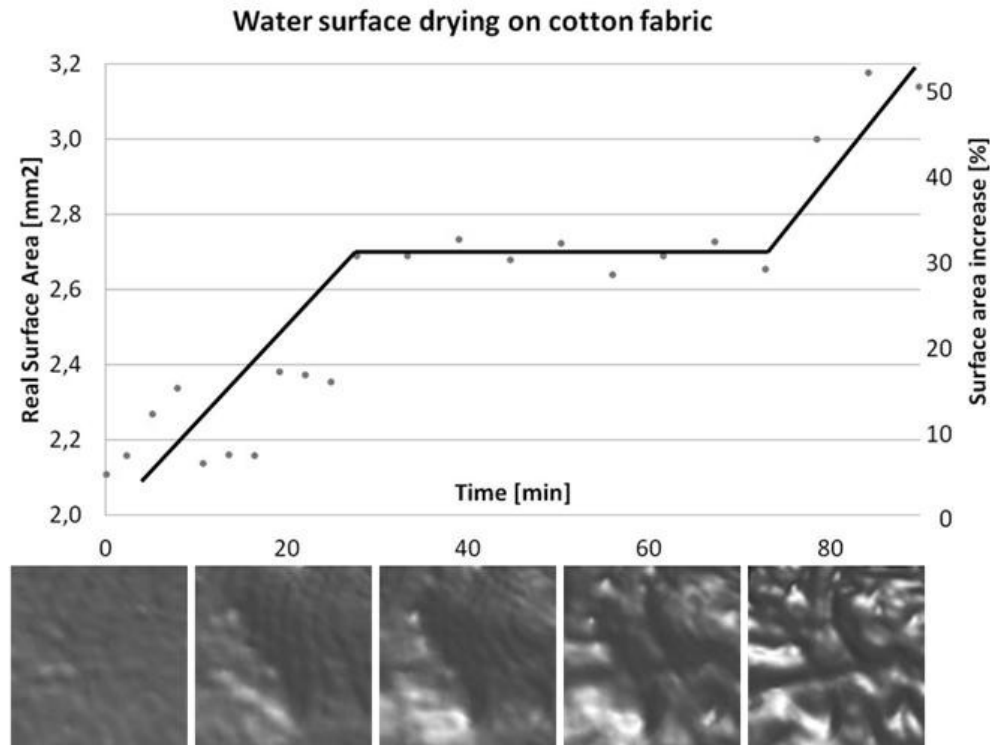 Water surface drying on cotton fabric
Real Surface Area [mm2]
3,2
3,0
2,8
2,6
2,4
2,2
2,0
50
40
30
20
10
0
Surface area increase [%]
Time [min]
0 20 40 60 80